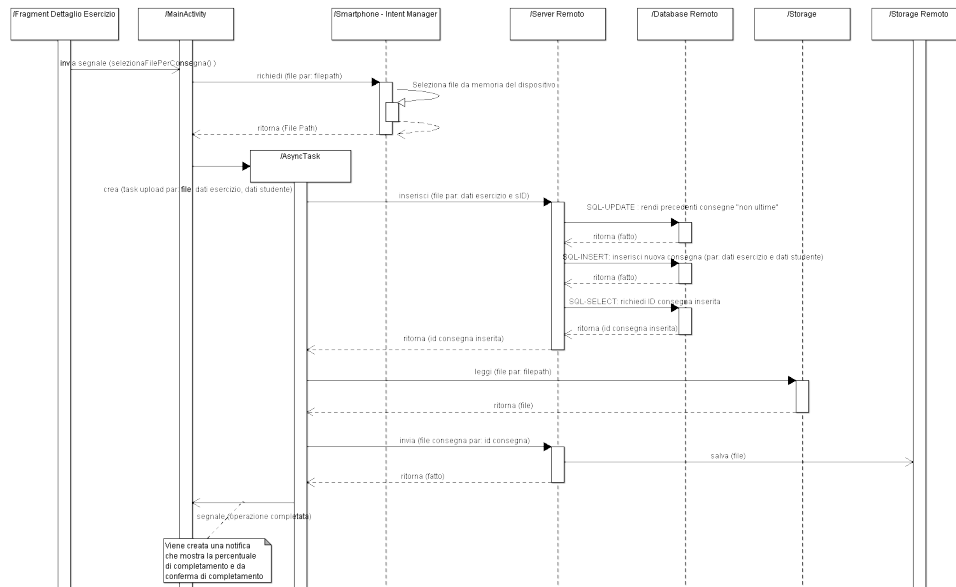 /Fragment Dettaglio Esercizio
/MainActivity
/Smartphone - Intent Manager
/Server Remoto
/Database Remoto
/Storage
/Storage Remoto
invia segnale (selezionaFilePerConsegna() )
richiedi (file par: filepath)
Seleziona file da memoria del dispositivo
ritorna (File Path)
/AsyncTask
crea (task upload par: file, dati esercizio, dati studente)
inserisci (file par: dati esercizio e sID)
SQL-UPDATE : rendi precedenti consegne "non ultime"
ritorna (fatto)
SQL-INSERT: inserisci nuova consegna (par: dati esercizio e dati studente)
ritorna (fatto)
SQL-SELECT: richiedi ID consegna inserita
ritorna (id consegna inserita)
ritorna (id consegna inserita)
leggi (file par: filepath)
ritorna (file)
invia (file consegna par: id consegna)
salva (file)
ritorna (fatto)
segnale (operazione completata)
Viene creata una notifica
che mostra la percentuale
di completamento e da
conferma di completamento